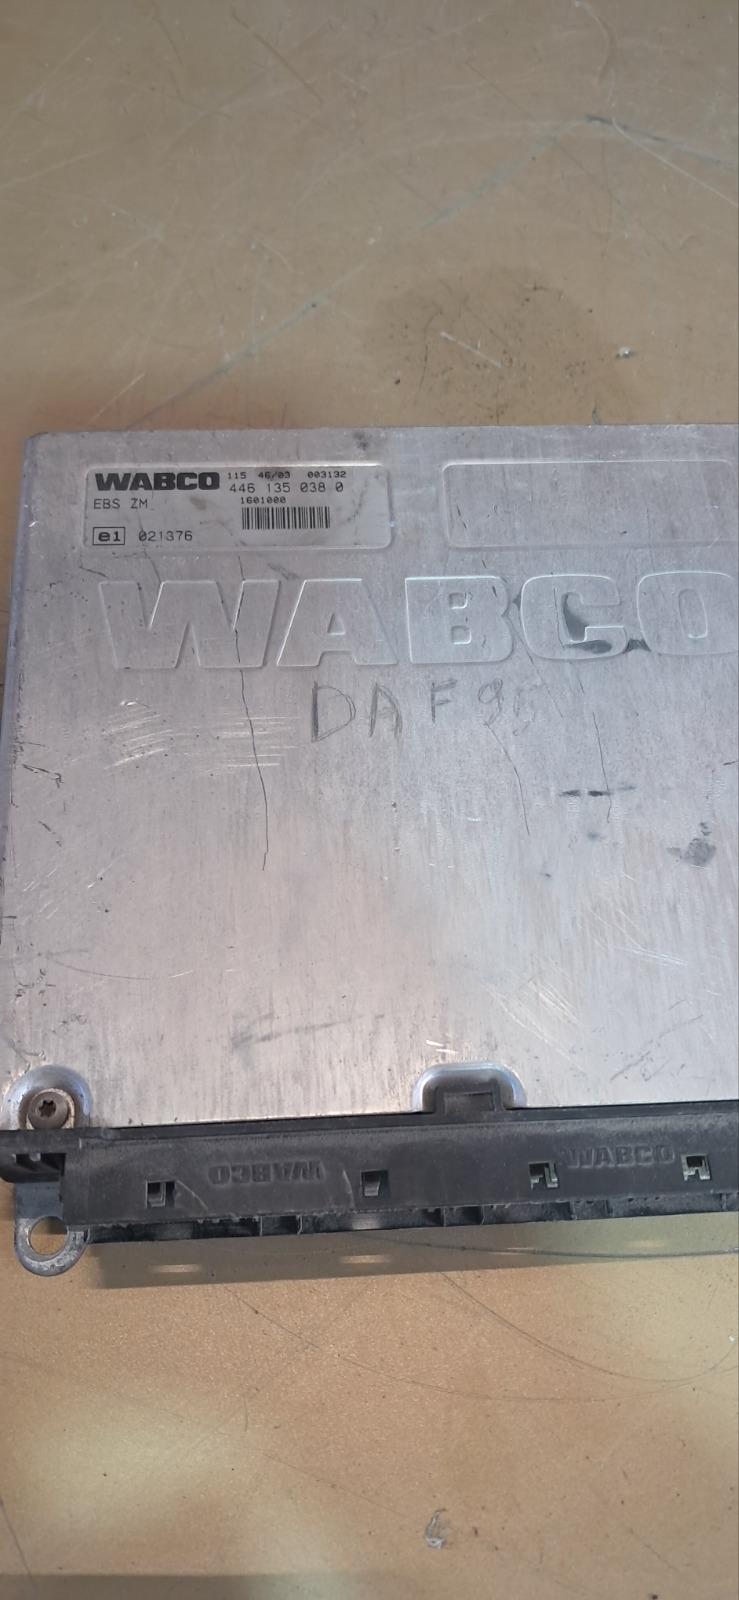 WABCO 115 46/03 003132
446 135 038 0
EBS ZM 1601000
e1 021376
WABCO
DAF95
WABCO WABCO